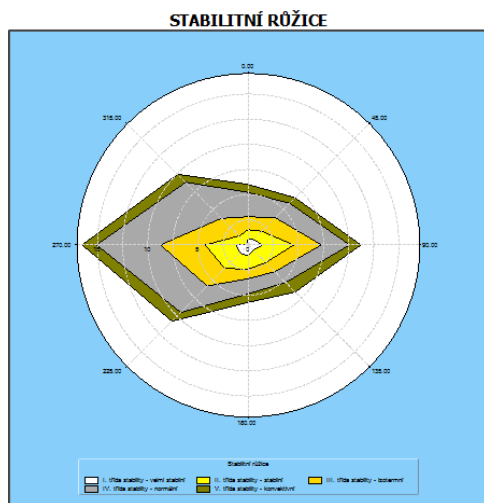 STABILITNÍ RŮŽICE
0.00
315.00
45.00
270.00
15
10
5
0
90.00
225.00
135.00
180.00
Stabilitní růžice
I. třída stability - velmi stabilní
II. třída stability - stabilní
III. třída stability - izotermní
IV. třída stability - normální
V. třída stability - konvektivní